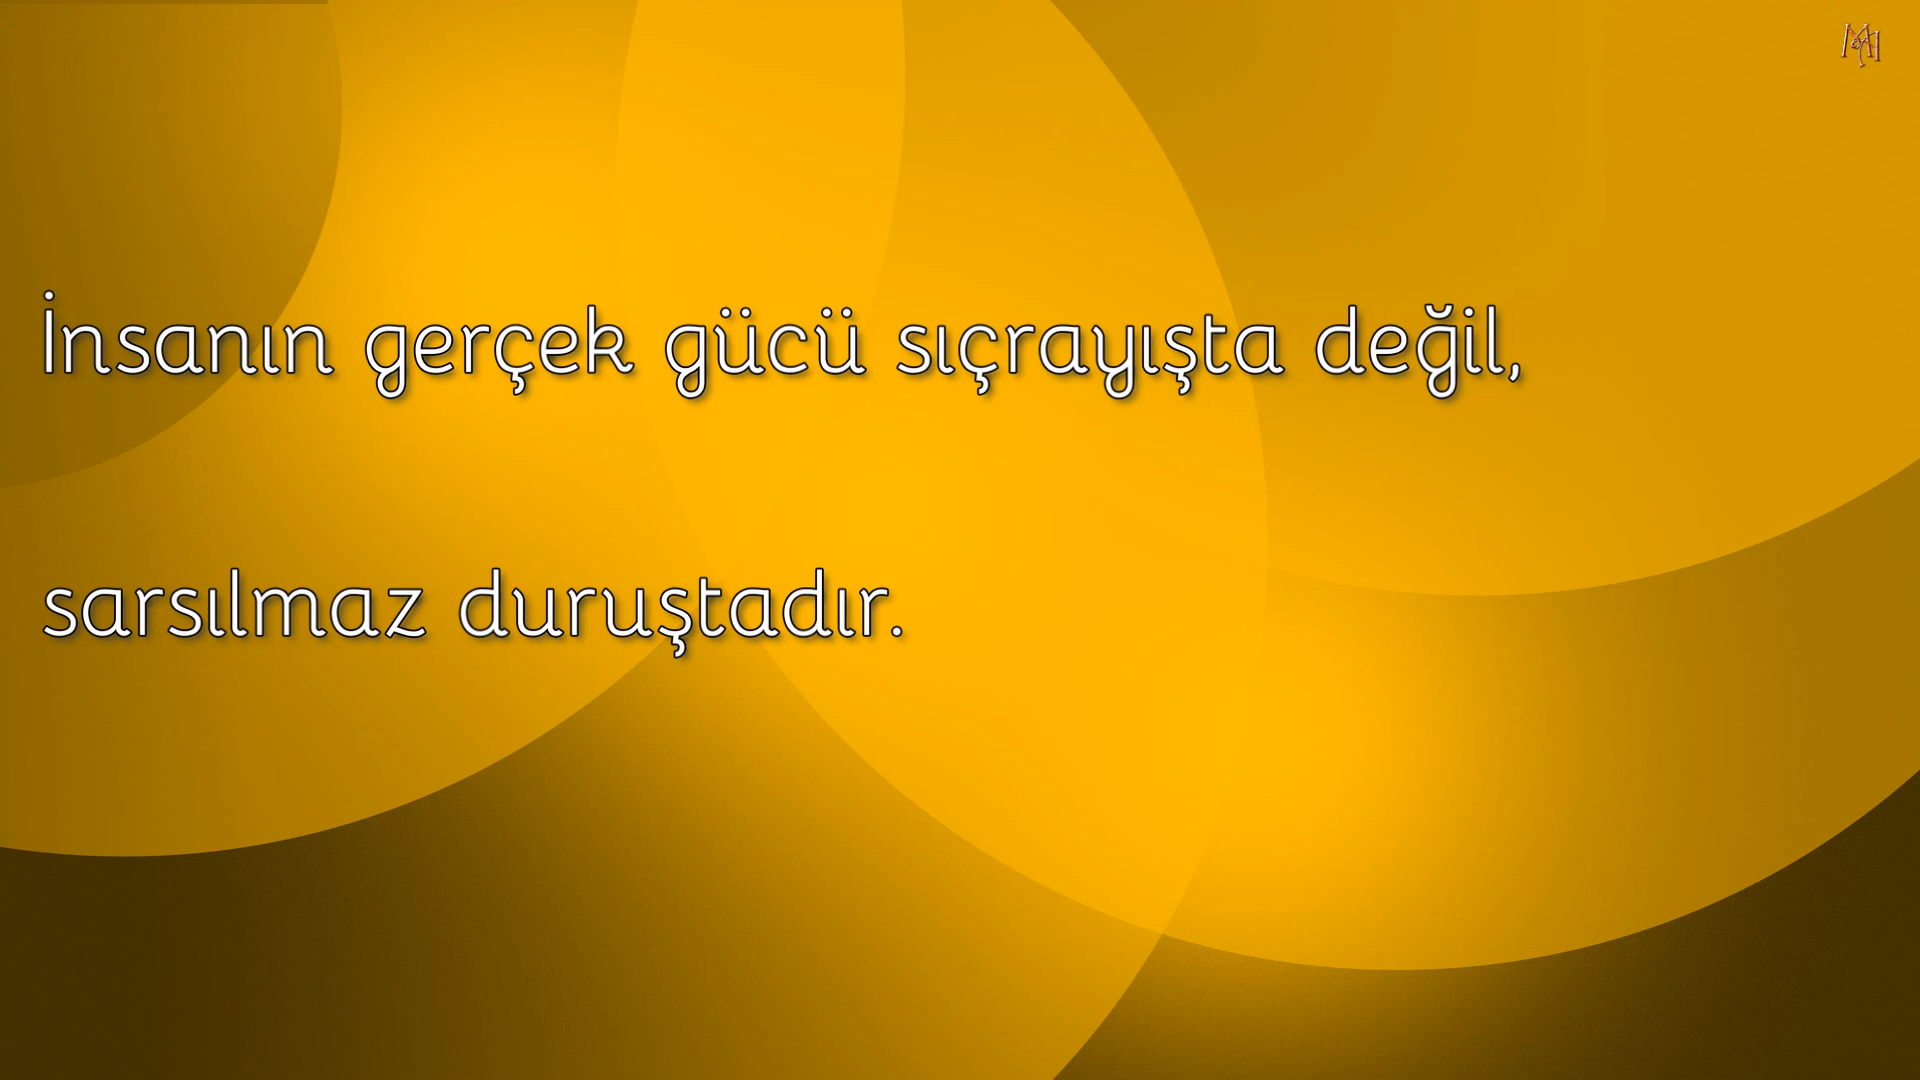 İnsanın gerçek gücü sıçrayışta değil,
sarsılmaz duruştadır.